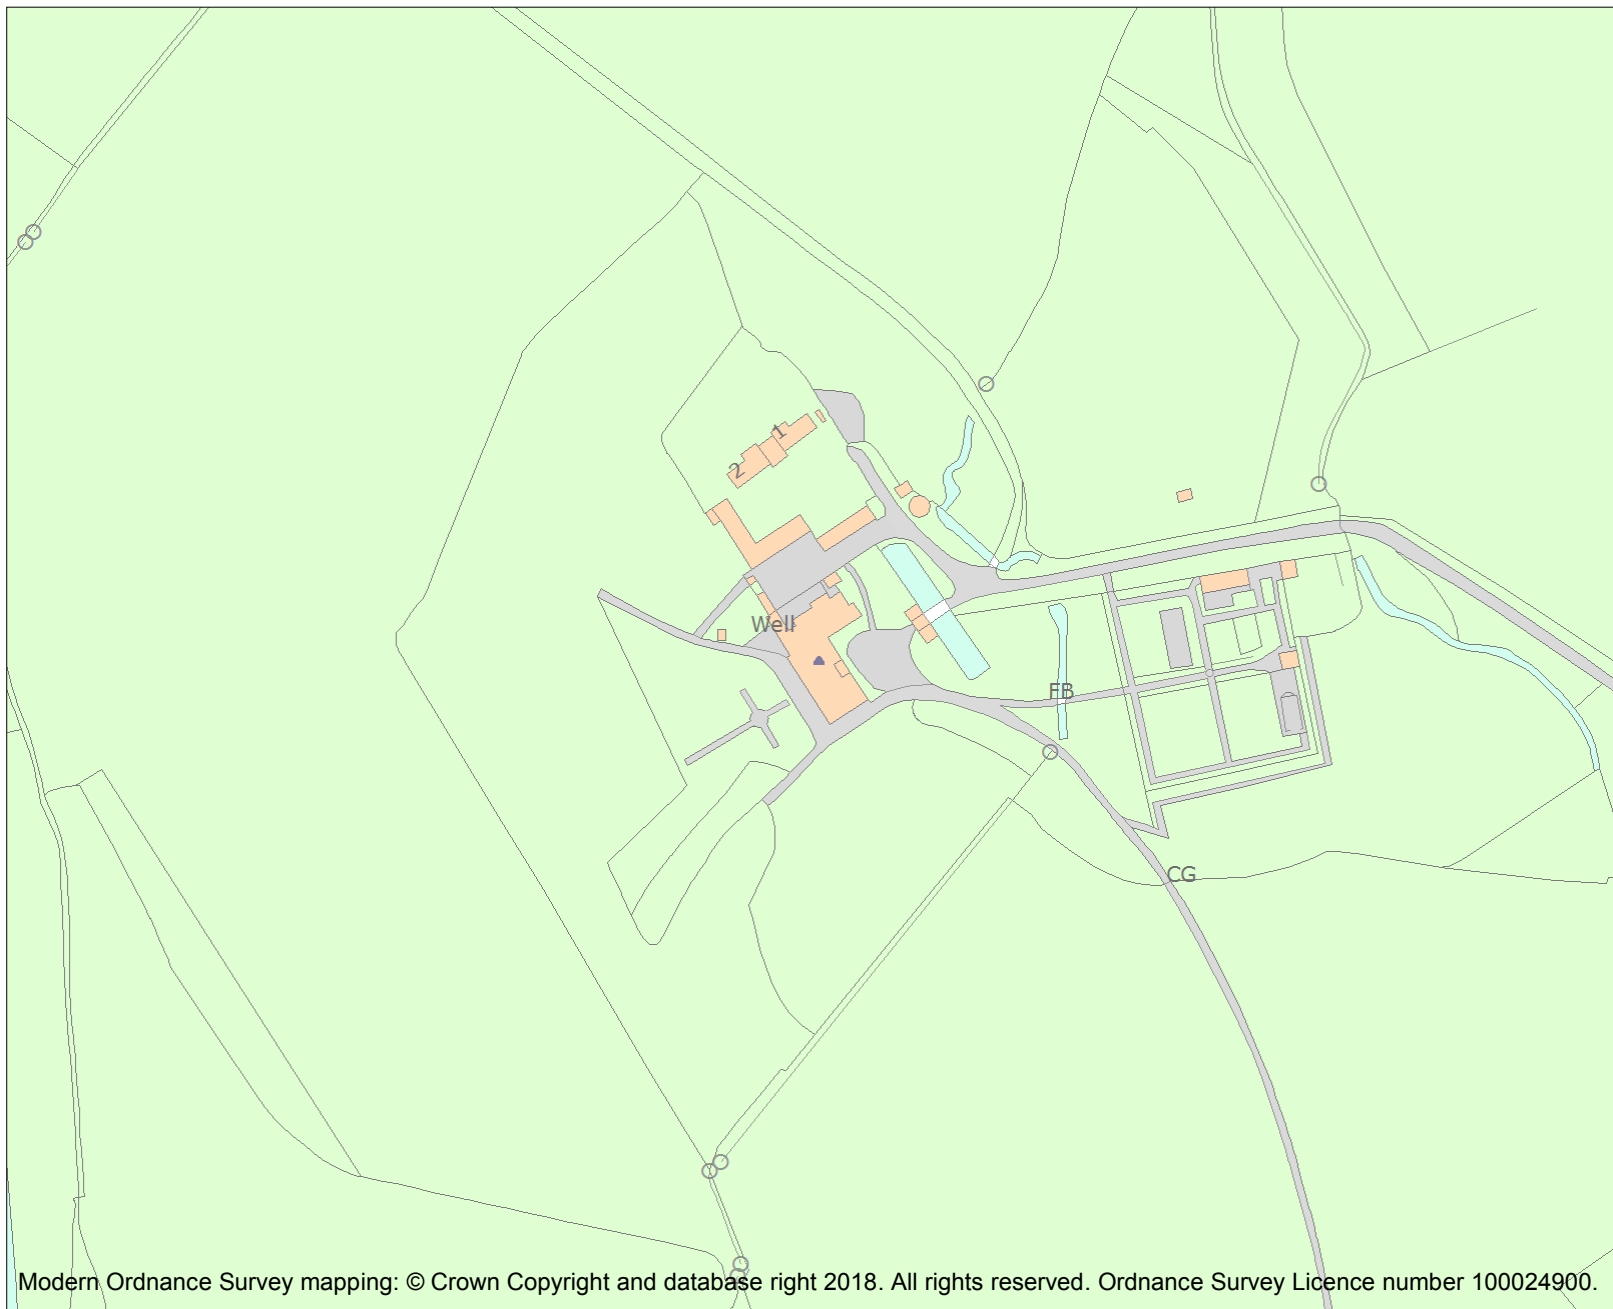 1
2
Well
FB
CG
Modern Ordnance Survey mapping: © Crown Copyright and database right 2018. All rights reserved. Ordnance Survey Licence number 100024900.